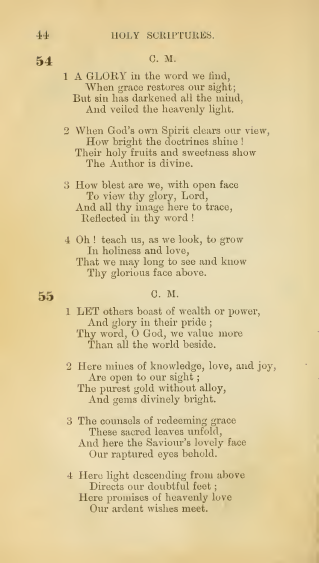 44 HOLY SCRIPTURES.
54 C. M.
1 A GLORY in the word we find,
When grace restores our sight;
But sin has darkened all the mind,
And veiled the heavenly light.
2 When God's own Spirit clears our view,
How bright the doctrines shine !
Their holy fruits and sweetness show
The Author is divine.
3 How blest are we, with open face
To view thy glory, Lord,
And all thy image here to trace,
Reflected in thy word !
4 Oh ! teach us, as we look, to grow
In holiness and love,
That we may long to see and know
Thy glorious face above.
55 C. M.
1 LET others boast of wealth or power,
And glory in their pride ;
Thy word, O God, we value more
Than all the world beside.
2 Here mines of knowledge, love, and joy,
Are open to our sight ;
The purest gold without alloy,
And gems divinely bright.
3 The counsels of redeeming grace
These sacred leaves unfold,
And here the Saviour's lovely face
Our raptured eyes behold.
4 Here light descending from above
Directs our doubtful feet ;
Here promises of heavenly love
Our ardent wishes meet.